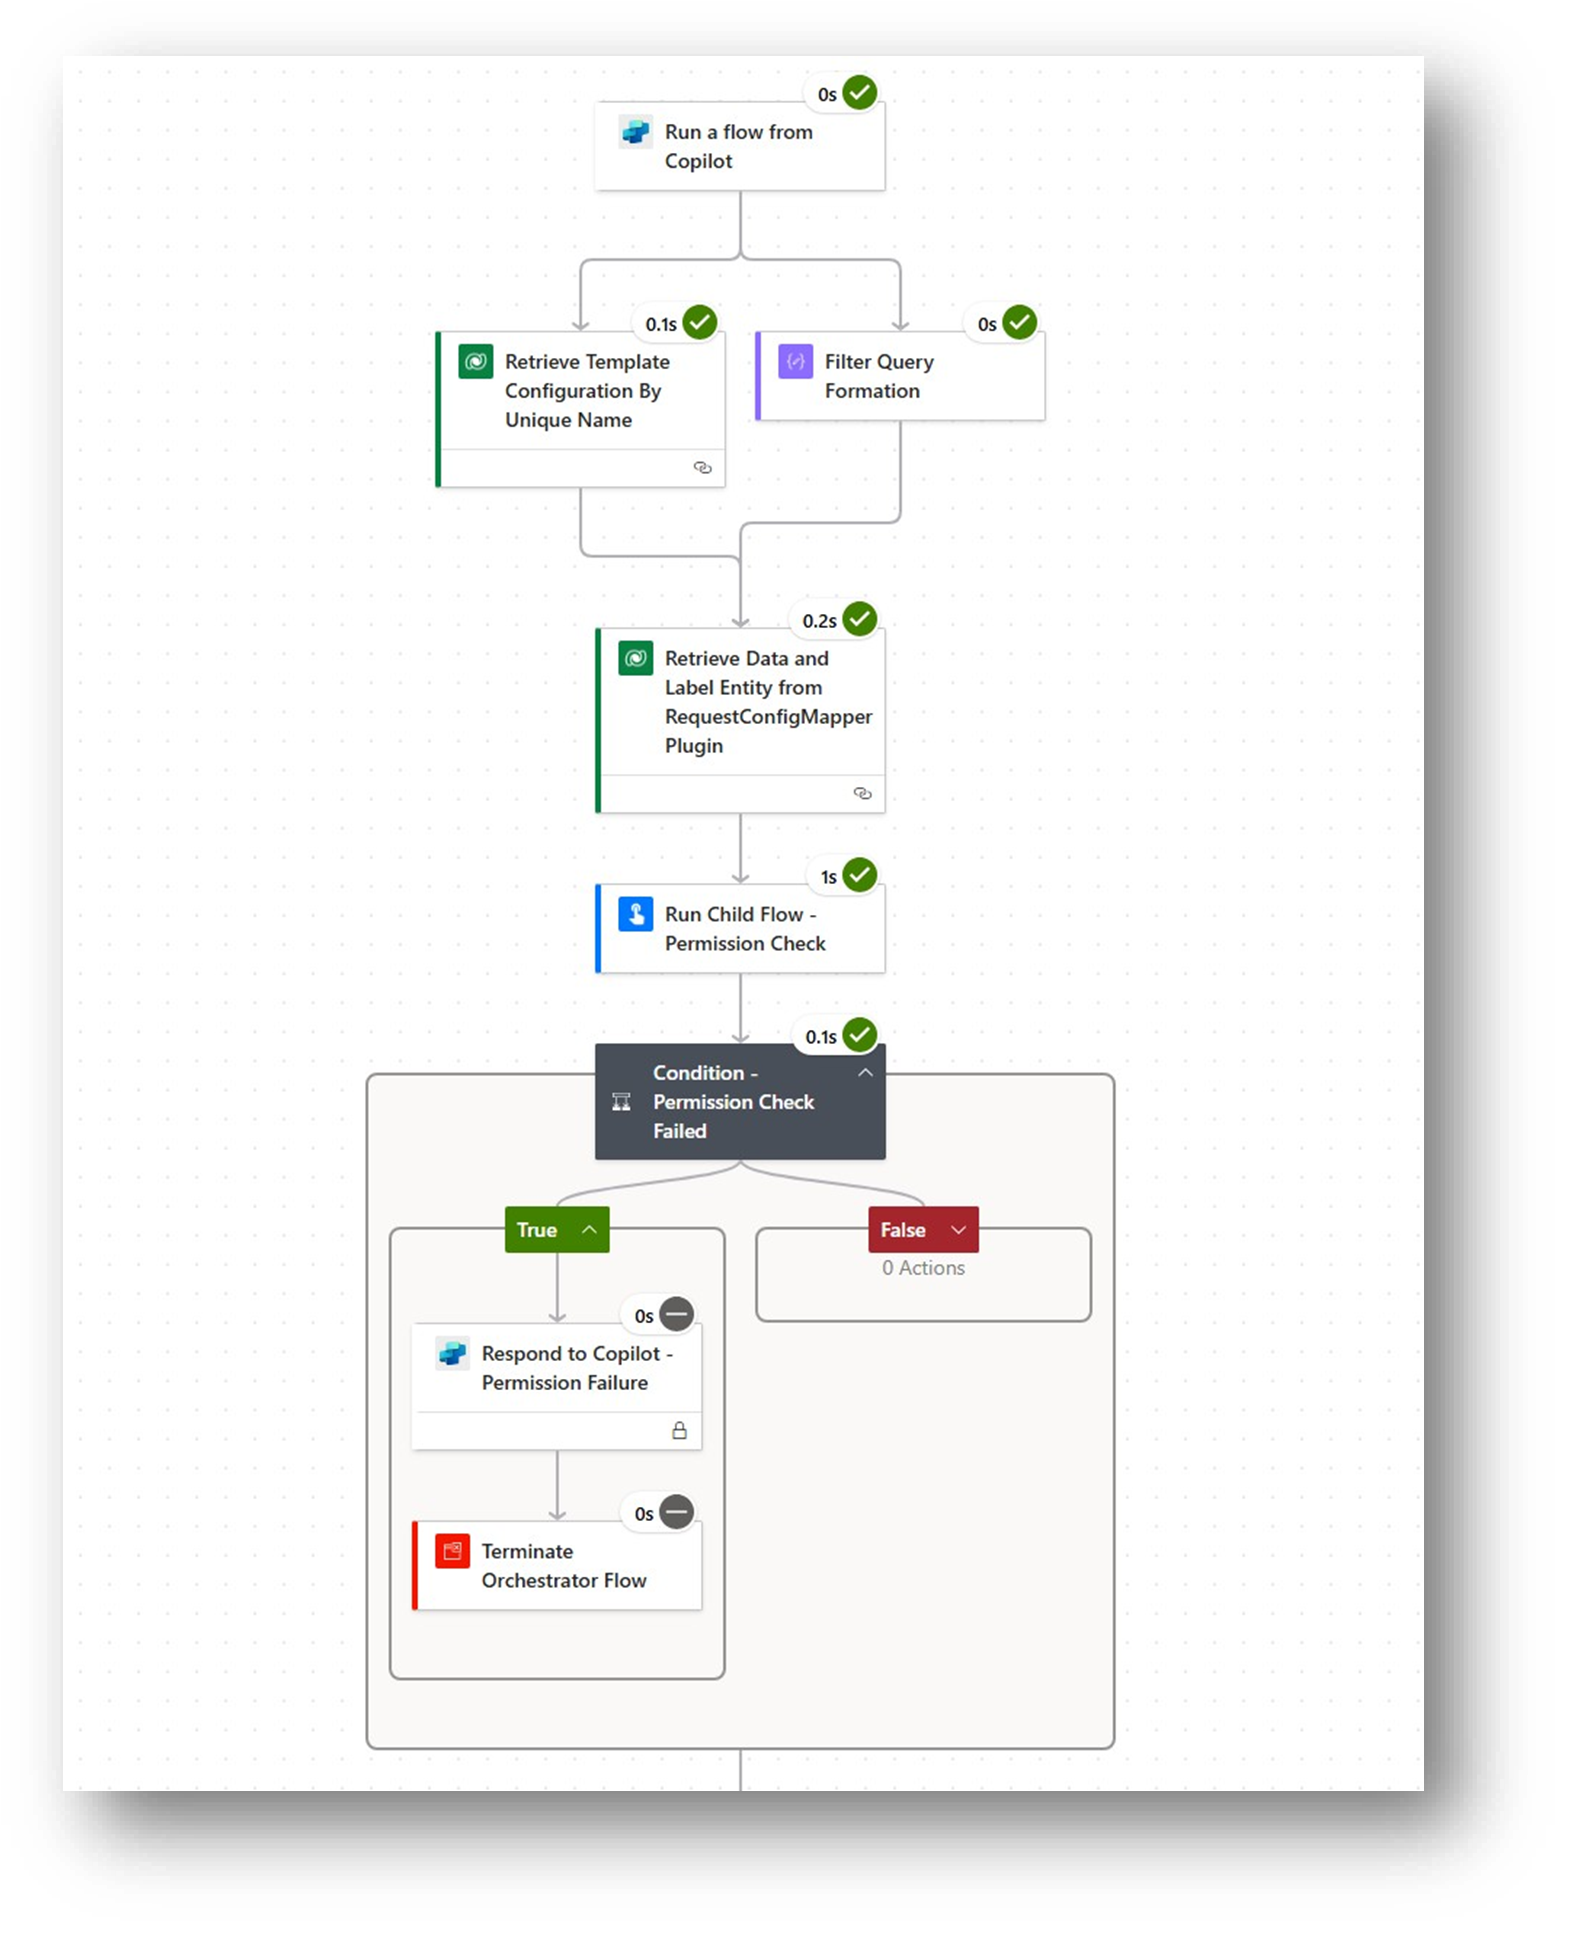 0s
Run a flow from
Copilot
0.1s
Retrieve Template
Configuration By
Unique Name
0s
Filter Query
Formation
0.2s
Retrieve Data and
Label Entity from
RequestConfigMapper
Plugin
1s
Run Child Flow -
Permission Check
0.1s
Condition -
Permission Check
Failed
True
False
0 Actions
0s
Respond to Copilot -
Permission Failure
0s
Terminate
Orchestrator Flow